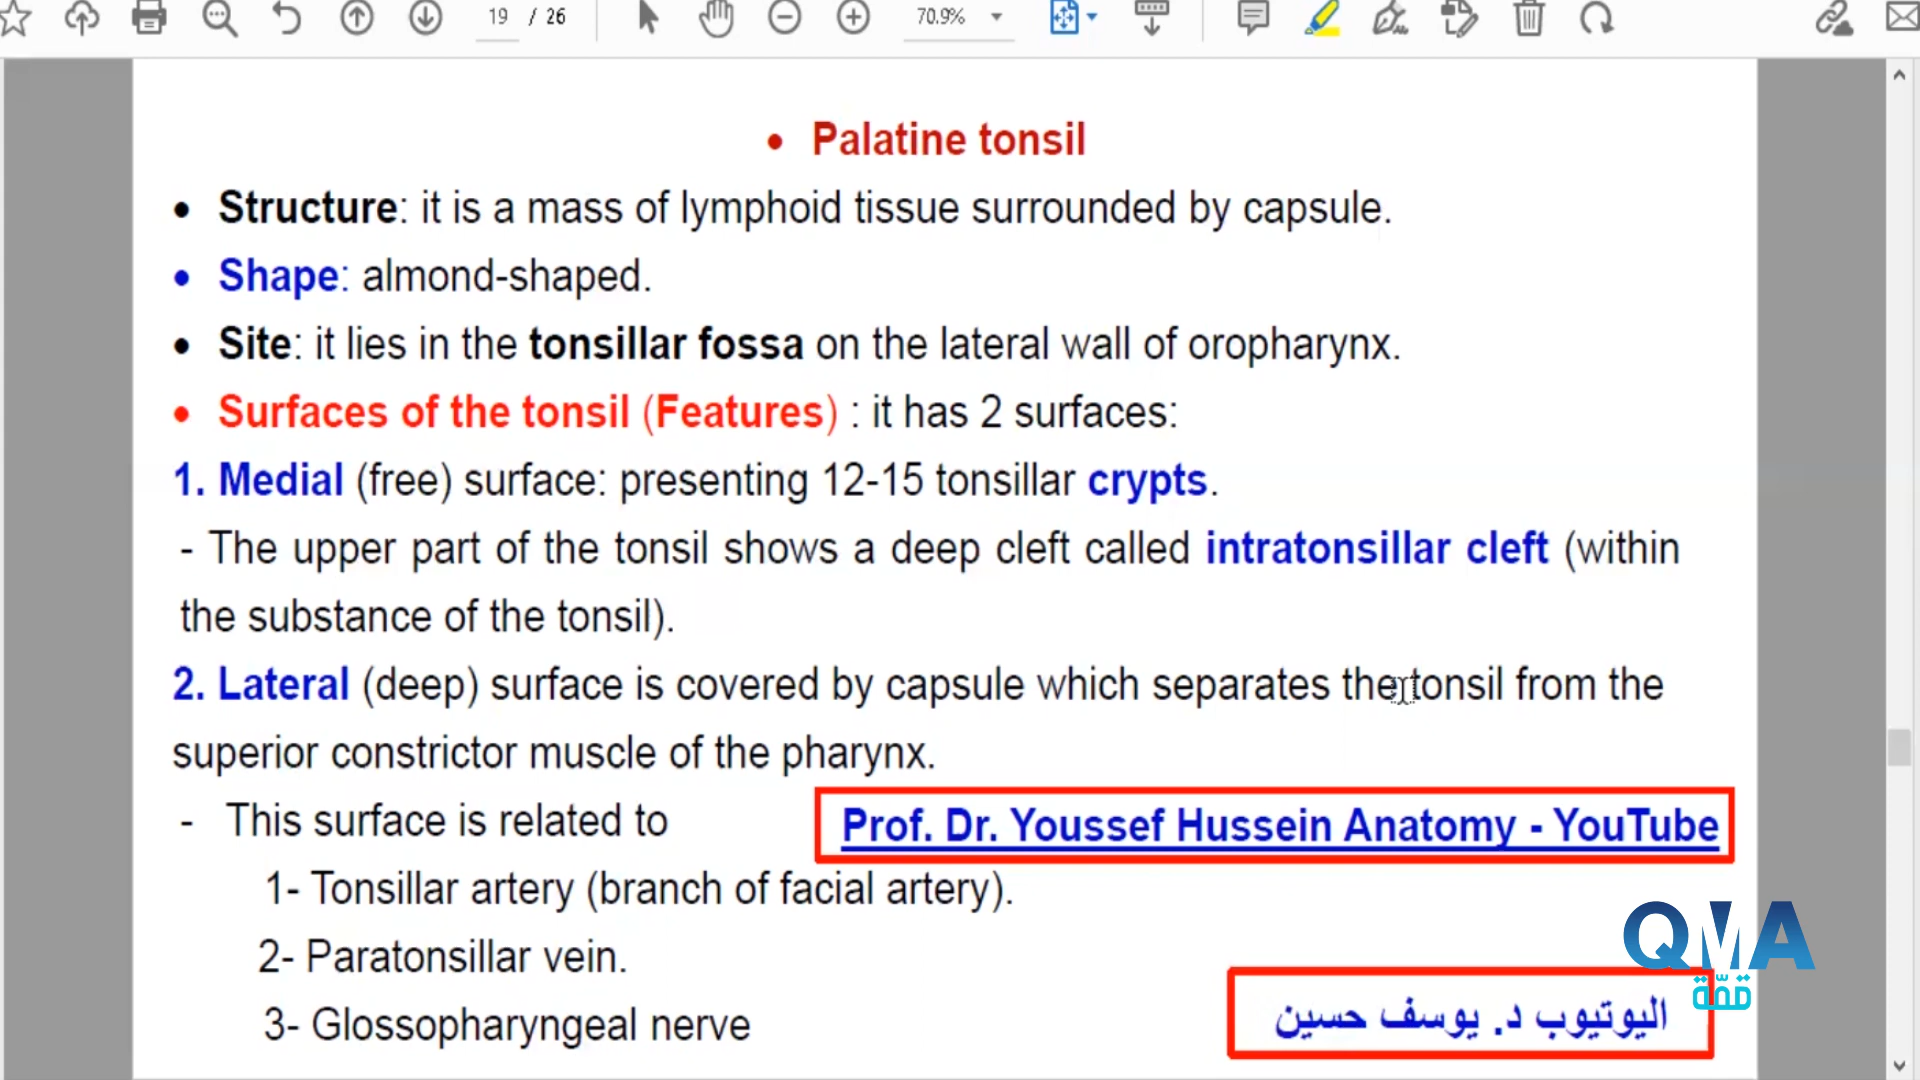 19 / 26
70.9%
• Palatine tonsil
• Structure: it is a mass of lymphoid tissue surrounded by capsule.
• Shape: almond-shaped.
• Site: it lies in the tonsillar fossa on the lateral wall of oropharynx.
• Surfaces of the tonsil (Features) : it has 2 surfaces:
1. Medial (free) surface: presenting 12-15 tonsillar crypts.
- The upper part of the tonsil shows a deep cleft called intratonsillar cleft (within
the substance of the tonsil).
2. Lateral (deep) surface is covered by capsule which separates the tonsil from the
superior constrictor muscle of the pharynx.
- This surface is related to
Prof. Dr. Youssef Hussein Anatomy - YouTube
1- Tonsillar artery (branch of facial artery).
2- Paratonsillar vein.
3- Glossopharyngeal nerve
QMA
قمّة
اليوتيوب د. يوسف حسين